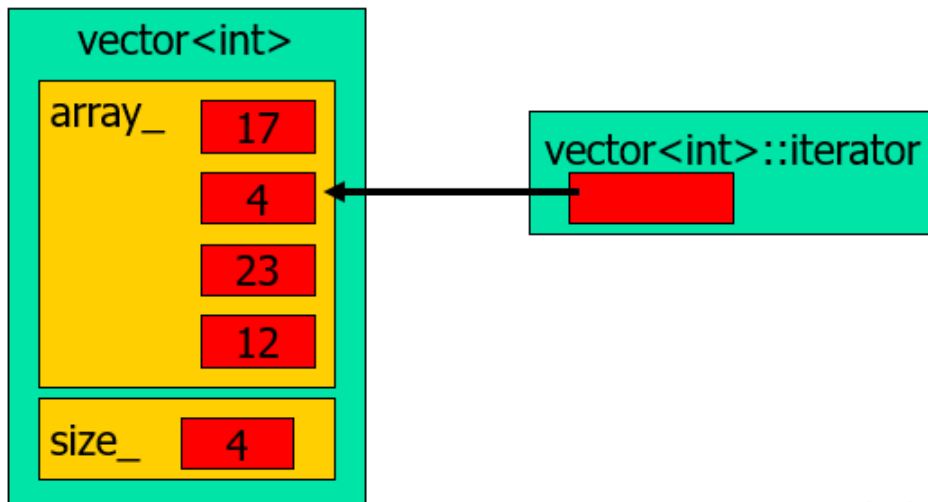 vector<int>
array_
17
4
23
12
size_
4
vector<int>::iterator